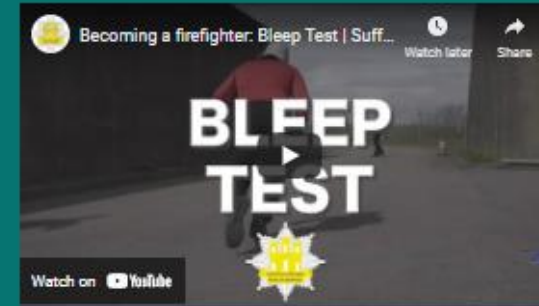 Becoming a firefighter: Bleep Test | Suff...
Watch later
Share
BLEEP
TEST
Watch on YouTube